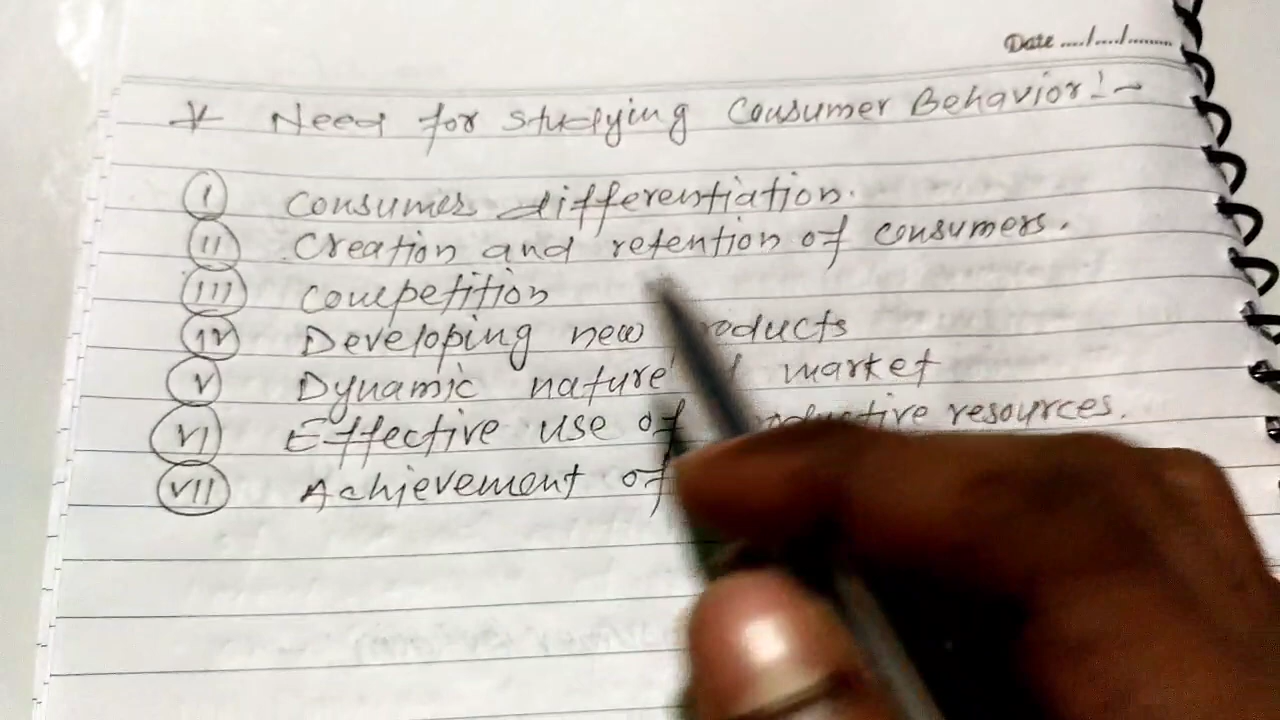 Date ...../...../.........
* Need for studying Consumer Behavior:-
(I) Consumer differentiation.
(II) Creation and retention of consumers.
(III) Competition
(IV) Developing new
(V) Dynamic nature market
(VI) Effective use of resources.
(VII) Achievement of